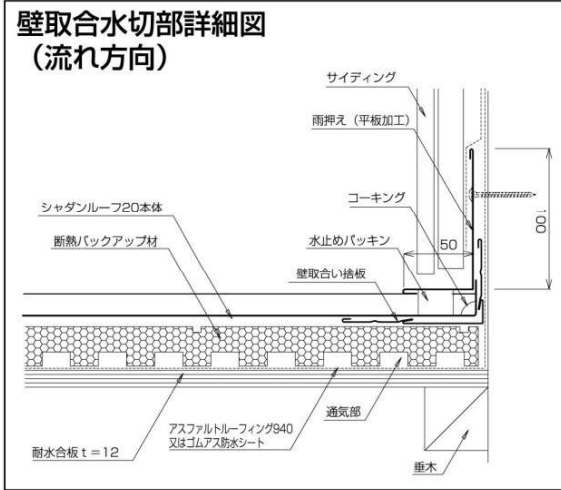 壁取合水切部詳細図
（流れ方向）
サイディング
雨押え（平板加工）
コーキング
シャダンルーフ20本体
水止めパッキン
50
100
断熱バックアップ材
壁取合い捨板
通気部
アスファルトルーフィング940
又はゴムアス防水シート
耐水合板ｔ＝12
垂木